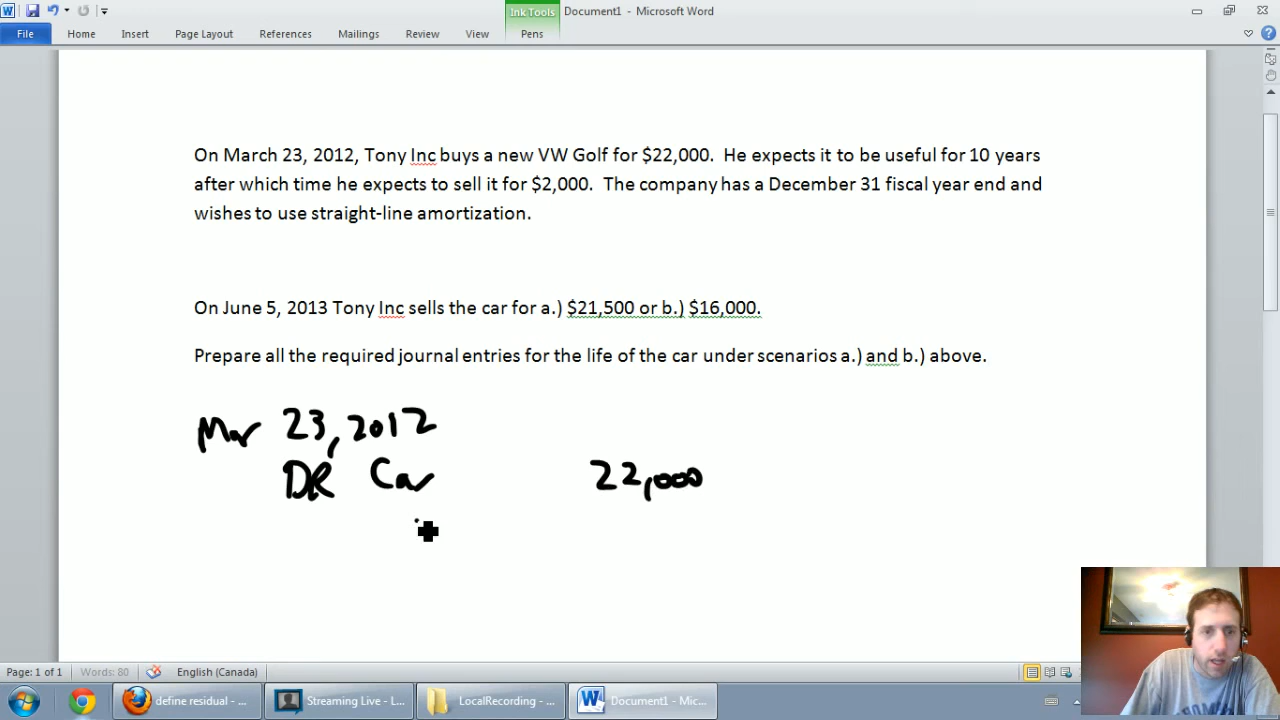 Ink Tools
Document1 - Microsoft Word
File Home Insert Page Layout References Mailings Review View Pens
On March 23, 2012, Tony Inc buys a new VW Golf for $22,000. He expects it to be useful for 10 years
after which time he expects to sell it for $2,000. The company has a December 31 fiscal year end and
wishes to use straight-line amortization.
On June 5, 2013 Tony Inc sells the car for a.) $21,500 or b.) $16,000.
Prepare all the required journal entries for the life of the car under scenarios a.) and b.) above.
Mar 23, 2012
DR Car 22,000
Page: 1 of 1 Words: 80 English (Canada)
define residual - ... Streaming Live - L... LocalRecording - ... Document1 - Mic...